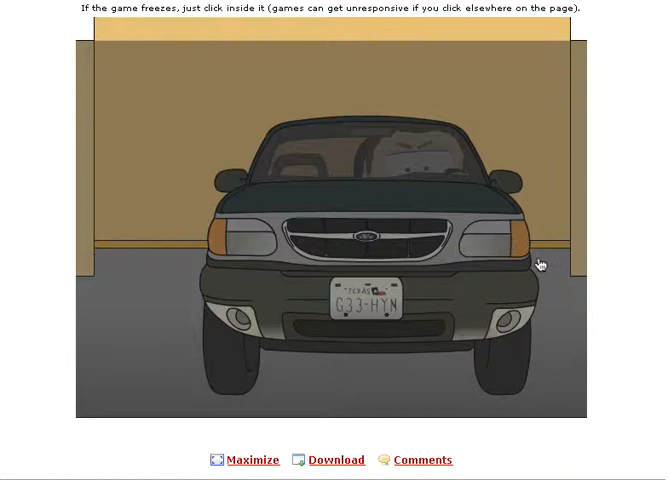 If the game freezes, just click inside it (games can get unresponsive if you click elsewhere on the page).
TEXAS
G33-HYN
Maximize Download Comments